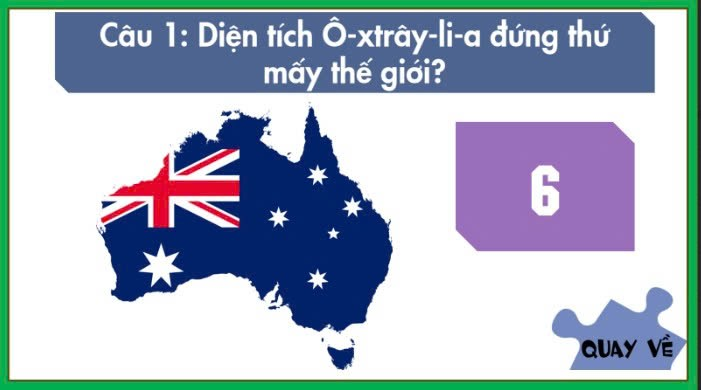 Câu 1: Diện tích Ô-xtrây-li-a đứng thứ
mấy thế giới?
6
QUAY VỀ